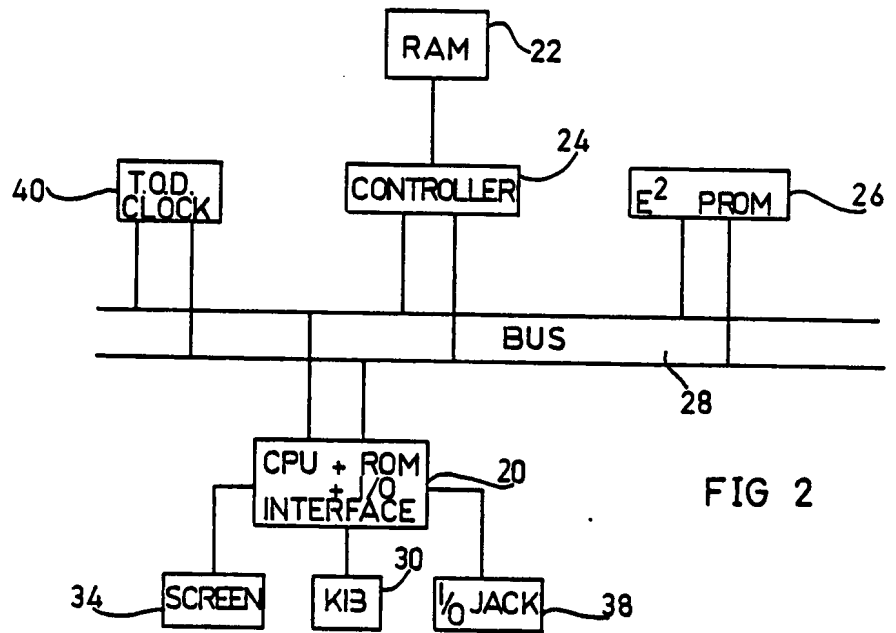 RAM
22
T.O.D.
CLOCK
40
CONTROLLER
24
E² PROM
26
BUS
28
CPU + ROM
+ I/O
INTERFACE
20
FIG 2
SCREEN
34
KIB
30
I/O JACK
38